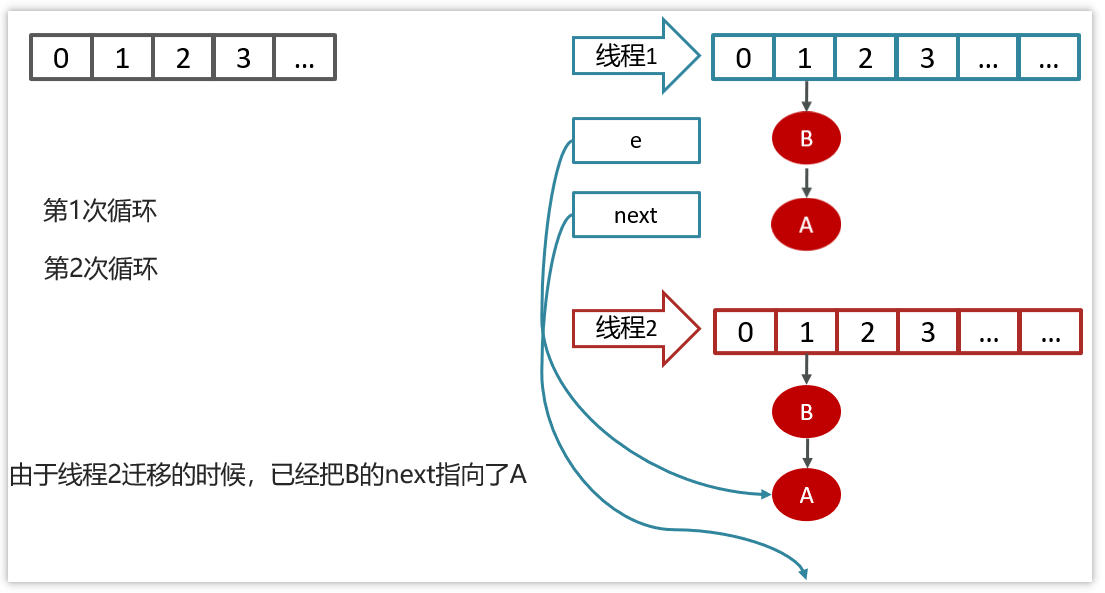 0 1 2 3 ...
线程1
0 1 2 3 ... ...
e
B
next
A
第1次循环
第2次循环
线程2
0 1 2 3 ... ...
B
由于线程2迁移的时候，已经把B的next指向了A
A